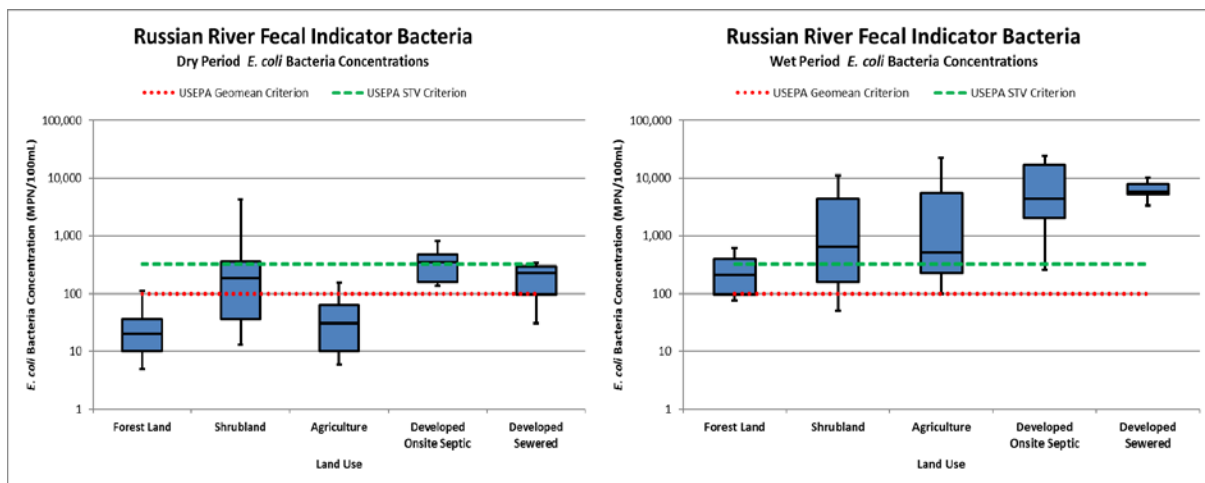 Russian River Fecal Indicator Bacteria
Dry Period E. coli Bacteria Concentrations
USEPA Geomean Criterion USEPA STV Criterion
E. coli Bacteria Concentration (MPN/100mL)
100,000
10,000
1,000
100
10
1
Forest Land Shrubland Agriculture Developed Developed
Onsite Septic Sewered
Land Use
Russian River Fecal Indicator Bacteria
Wet Period E. coli Bacteria Concentrations
USEPA Geomean Criterion USEPA STV Criterion
E. coli Bacteria Concentration (MPN/100mL)
100,000
10,000
1,000
100
10
1
Forest Land Shrubland Agriculture Developed Developed
Onsite Septic Sewered
Land Use